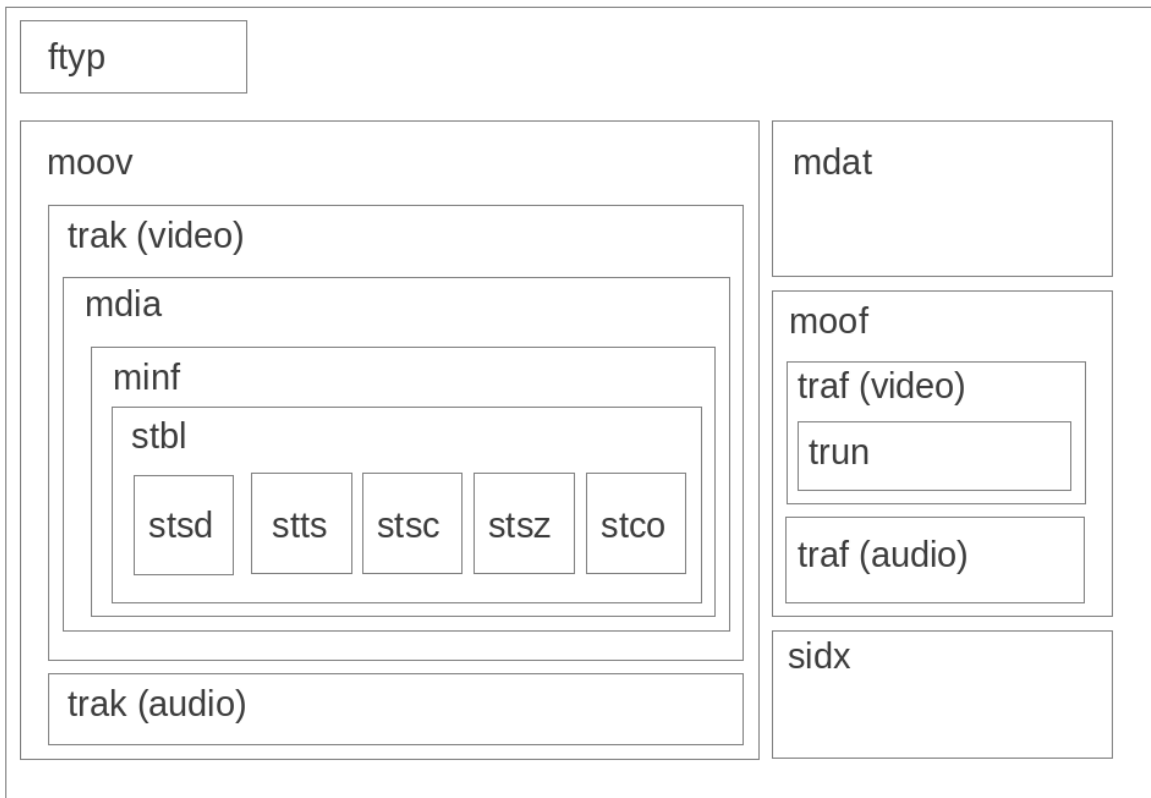 ftyp
moov
trak (video)
mdia
minf
stbl
stsd
stts
stsc
stsz
stco
trak (audio)
mdat
moof
traf (video)
trun
traf (audio)
sidx